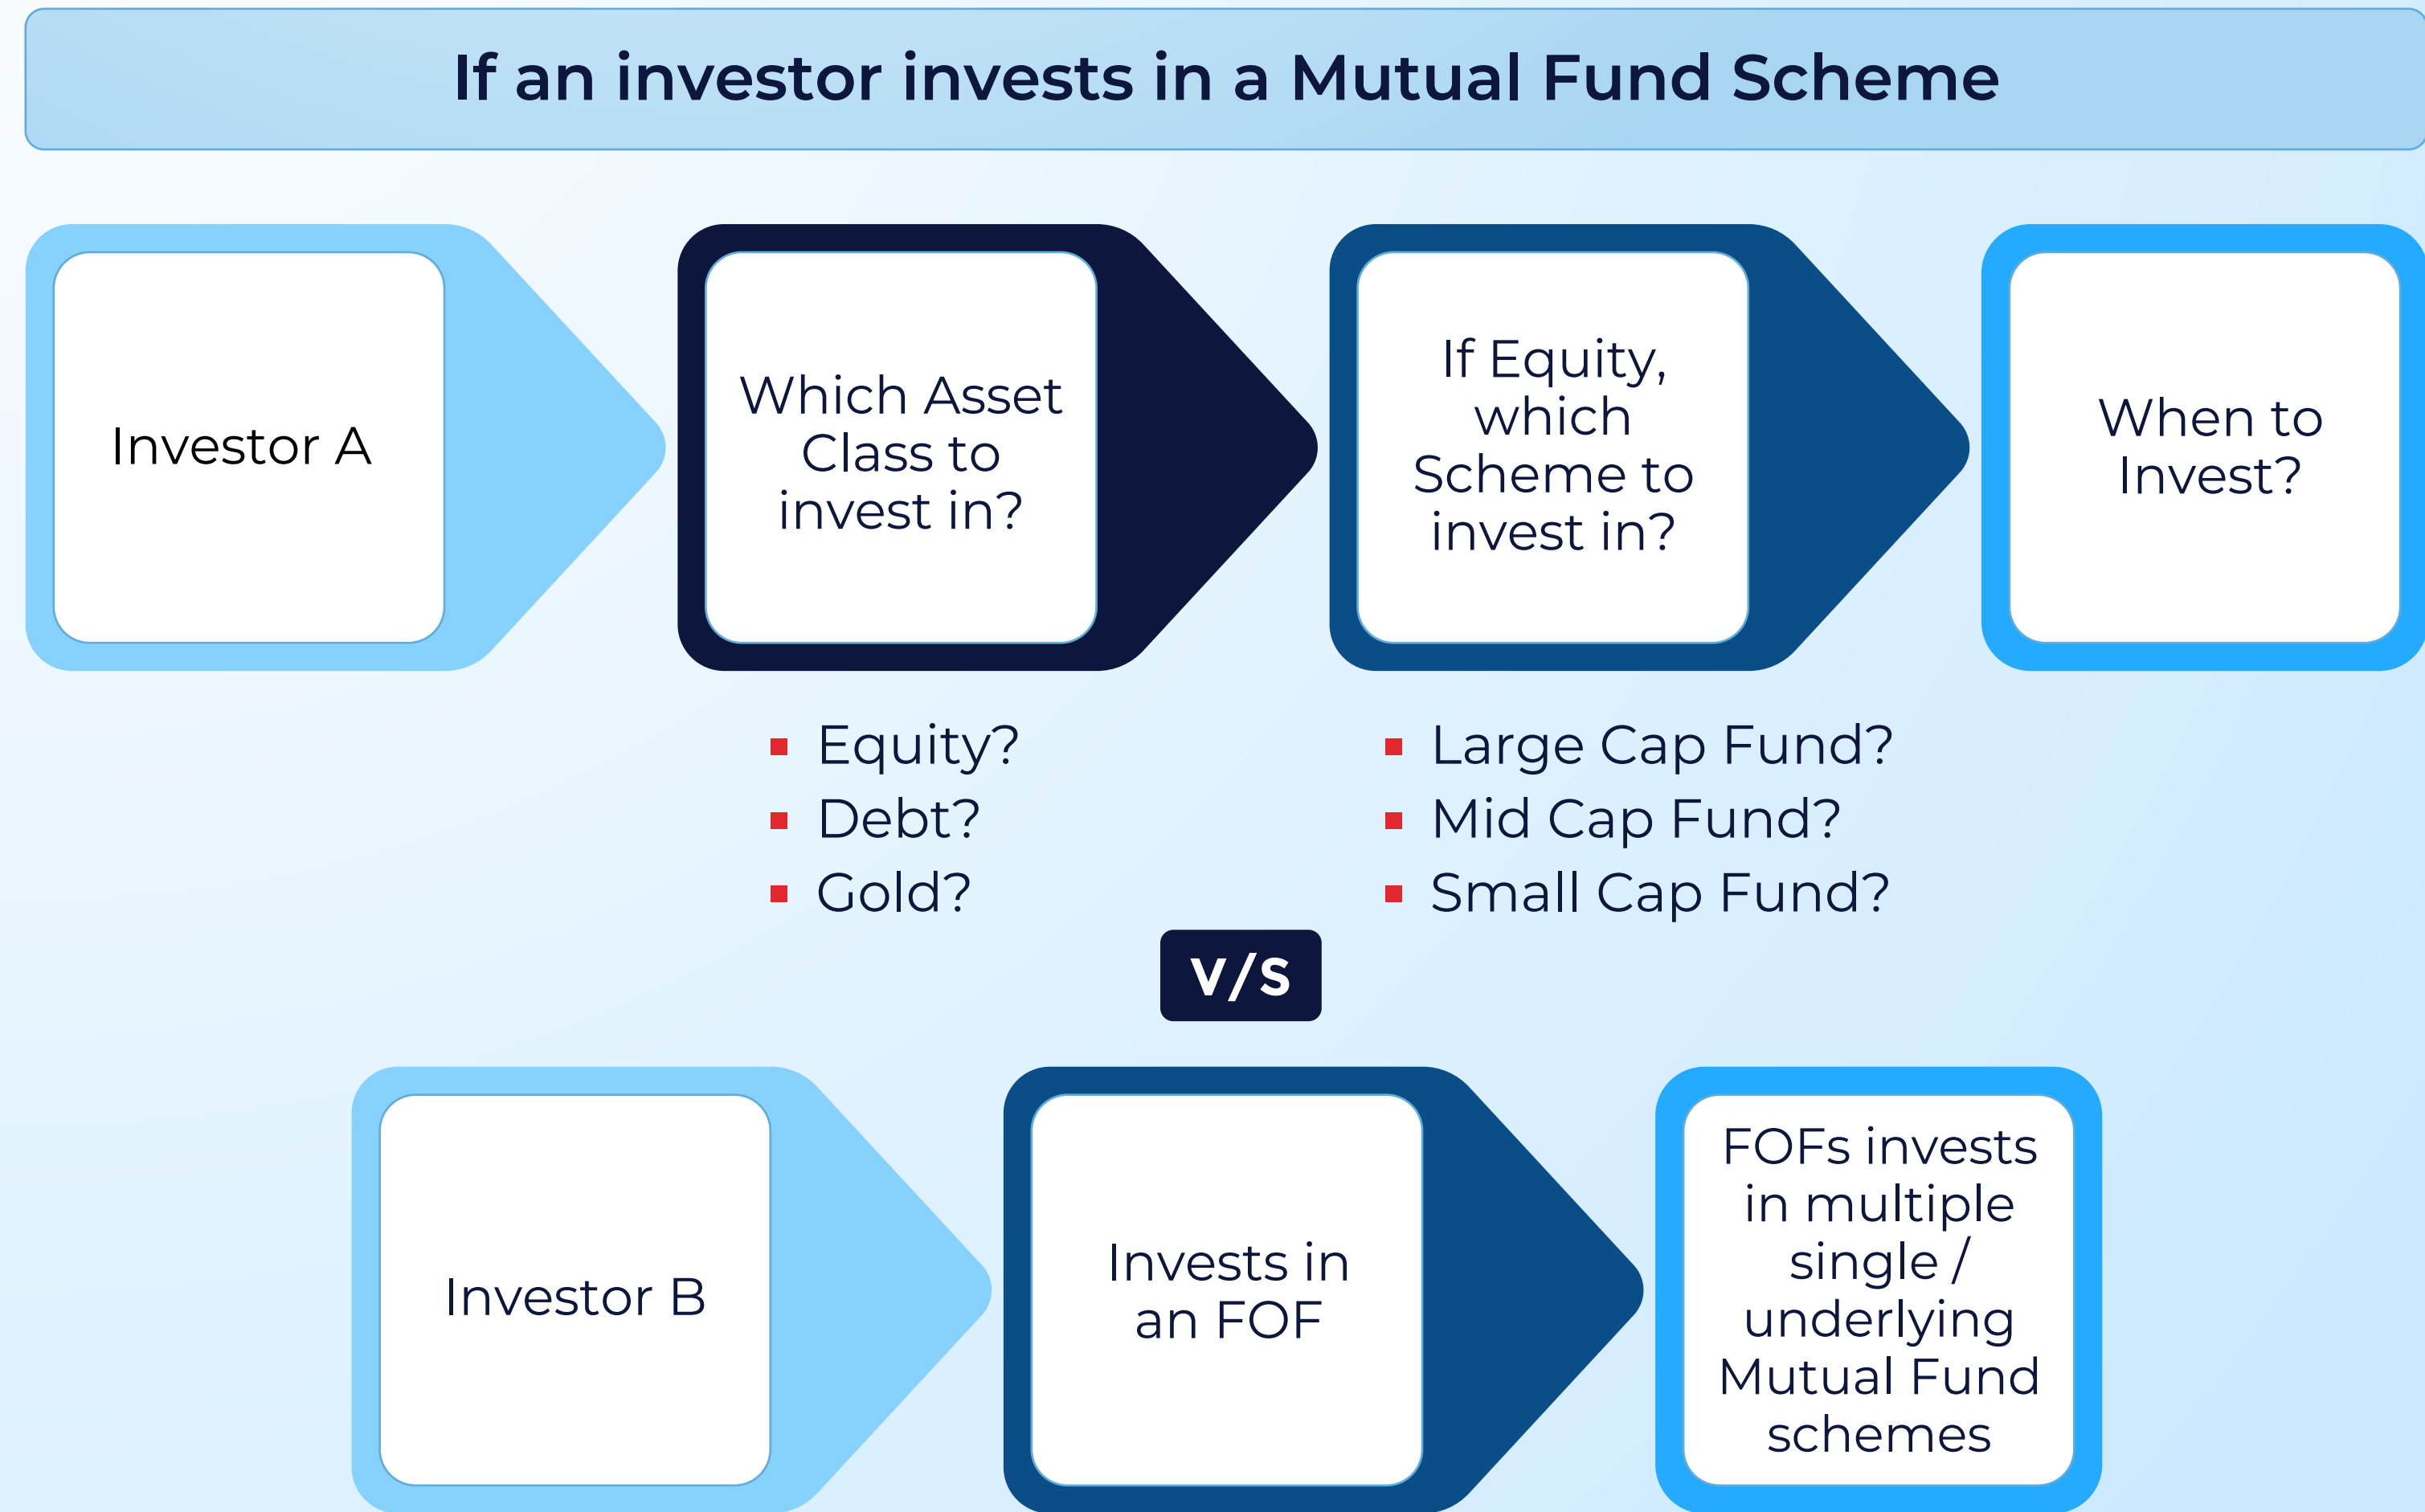 If an investor invests in a Mutual Fund Scheme
Investor A
Which Asset
Class to
invest in?
If Equity,
which
Scheme to
invest in?
When to
Invest?
Equity?
Debt?
Gold?
Large Cap Fund?
Mid Cap Fund?
Small Cap Fund?
V/S
Investor B
Invests in
an FOF
FOFs invests
in multiple
single /
underlying
Mutual Fund
schemes